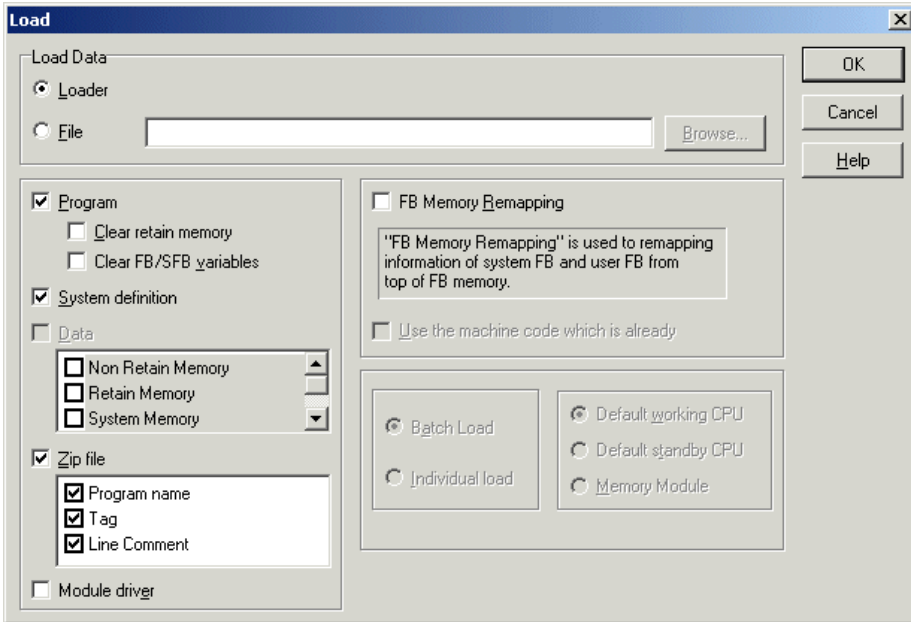 Load
Load Data
Loader
File
Browse...
OK
Cancel
Help
Program
Clear retain memory
Clear FB/SFB variables
System definition
Data
Non Retain Memory
Retain Memory
System Memory
Zip file
Program name
Tag
Line Comment
Module driver
FB Memory Remapping
"FB Memory Remapping" is used to remapping
information of system FB and user FB from
top of FB memory.
Use the machine code which is already
Batch Load
Individual load
Default working CPU
Default standby CPU
Memory Module